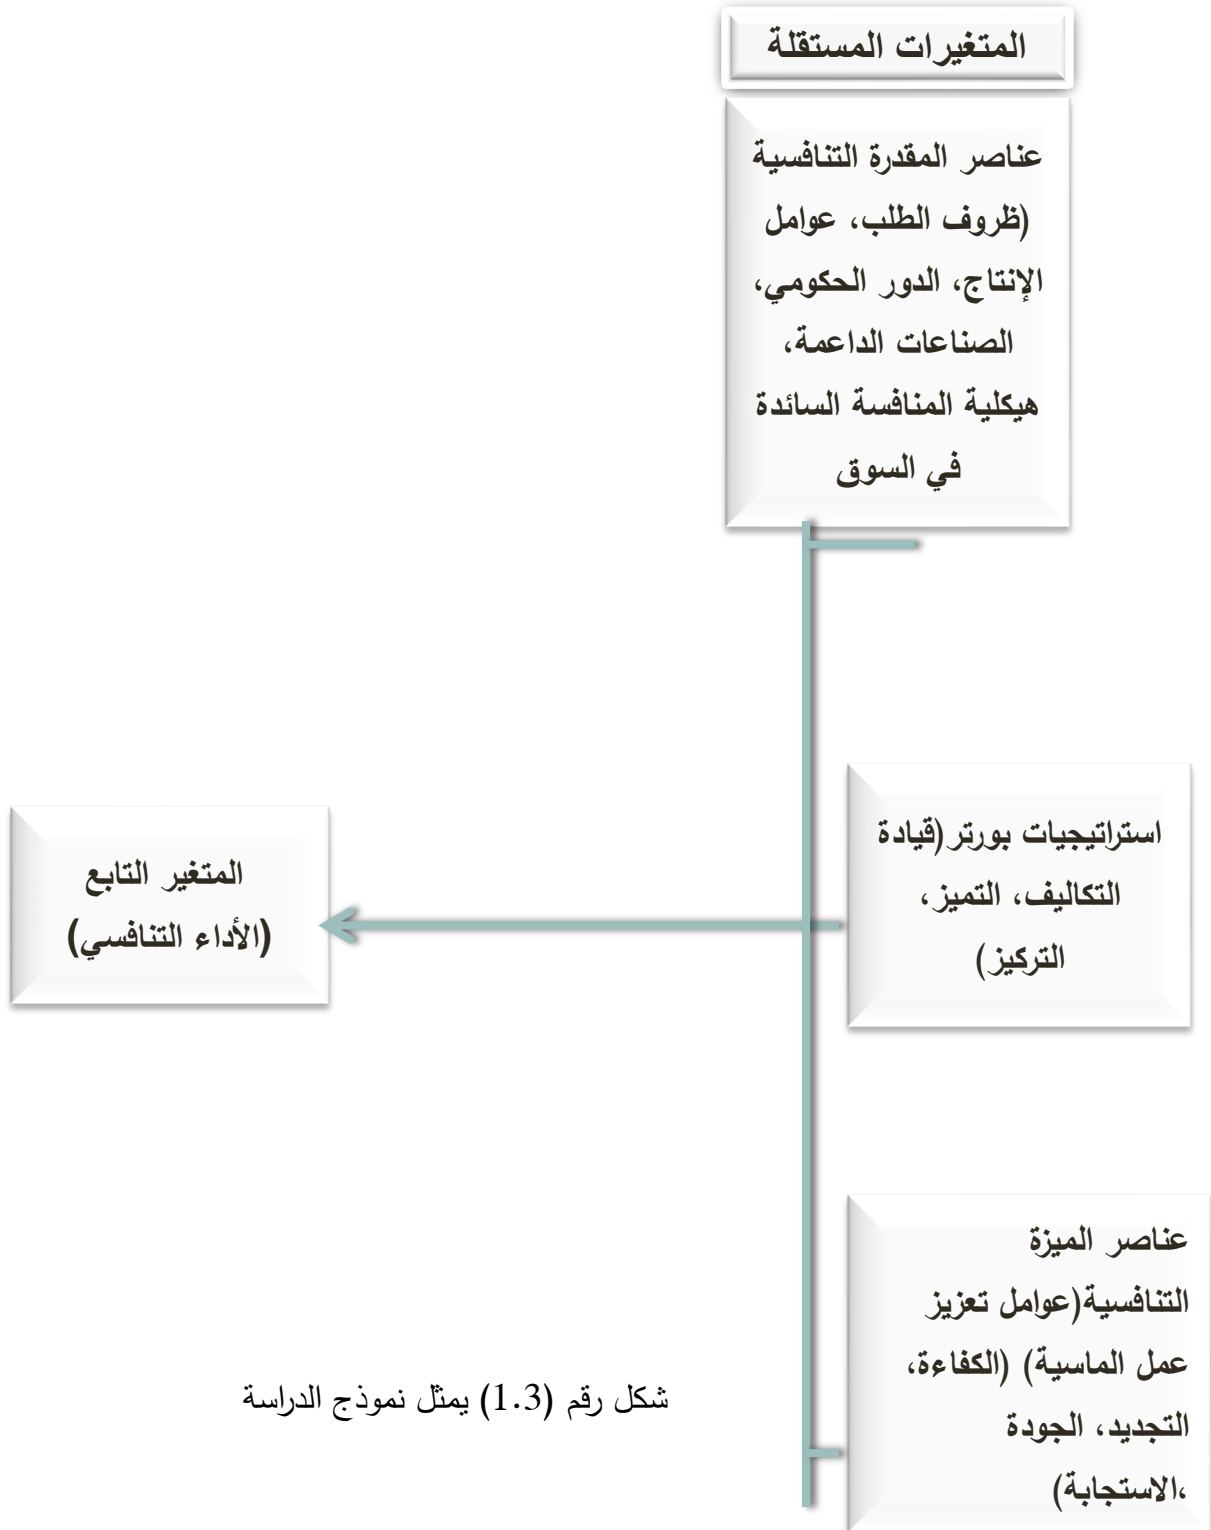 المتغيرات المستقلة
عناصر المقدرة التنافسية
(ظروف الطلب، عوامل
الإنتاج، الدور الحكومي،
الصناعات الداعمة،
هيكلية المنافسة السائدة
في السوق
استراتيجيات بورتر(قيادة
التكاليف، التميز،
التركيز)
المتغير التابع
(الأداء التنافسي)
عناصر الميزة
التنافسية(عوامل تعزيز
عمل الماسية) (الكفاءة،
التجديد، الجودة
،الاستجابة)
شكل رقم (1.3) يمثل نموذج الدراسة